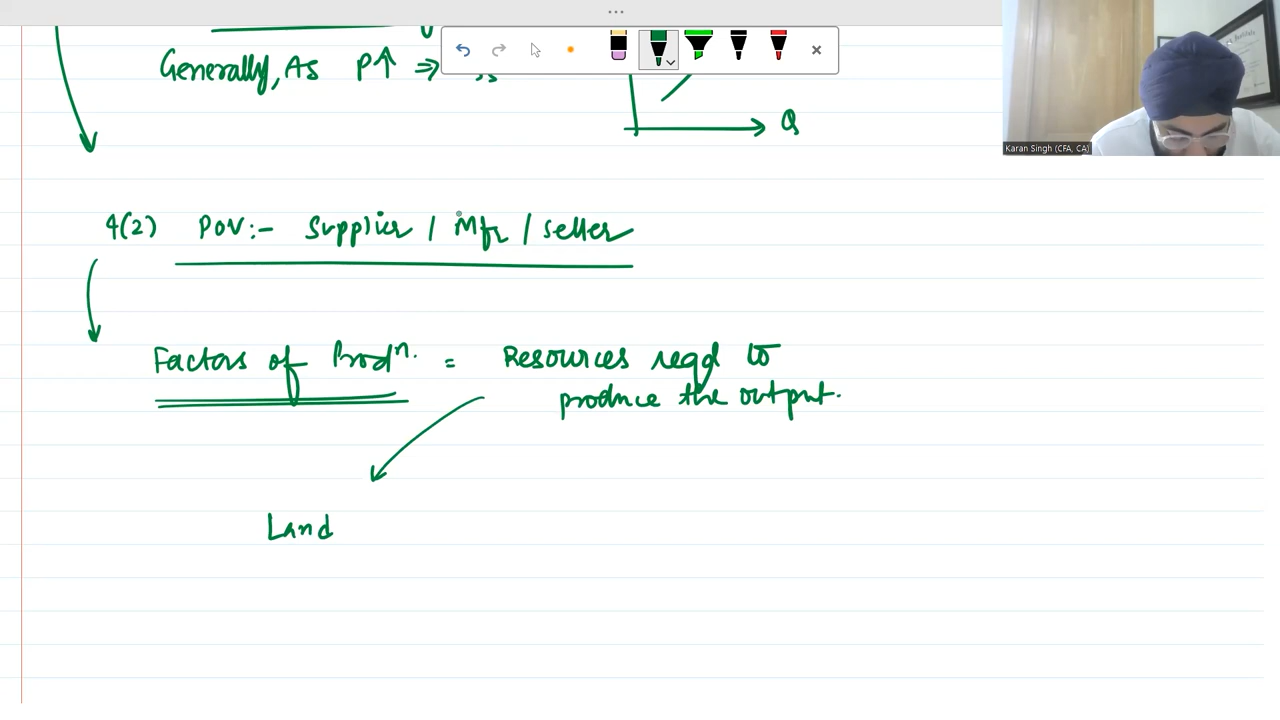 Generally, As P↑ ⇒
Q
Karan Singh (CFA, CA)
4(2) POV:- Supplier / Mfr / Seller
Factors of Prodⁿ. = Resources reqd to
produce the output.
Land